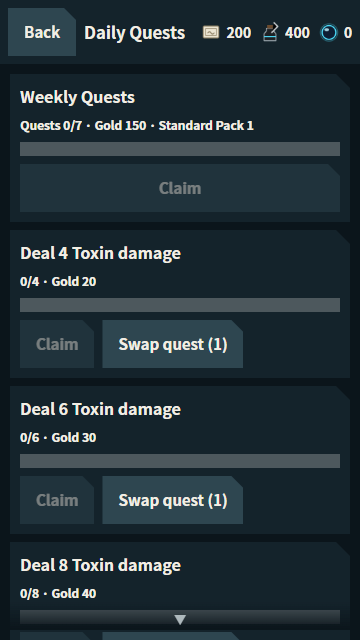 Back
Daily Quests
200
400
0
Weekly Quests
Quests 0/7 · Gold 150 · Standard Pack 1
Claim
Deal 4 Toxin damage
0/4 · Gold 20
Claim
Swap quest (1)
Deal 6 Toxin damage
0/6 · Gold 30
Claim
Swap quest (1)
Deal 8 Toxin damage
0/8 · Gold 40